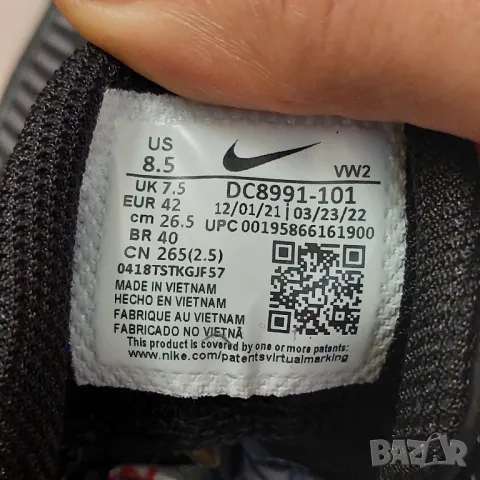 US
8.5
VW2
UK 7.5
EUR 42
cm 26.5
BR 40
CN 265(2.5)
DC8991-101
12/01/21 | 03/23/22
UPC 00195866161900
0418TSTKGJF57
MADE IN VIETNAM
HECHO EN VIETNAM
FABRIQUE AU VIETNAM
FABRICADO NO VIETNÃ
This product is covered by one or more patents. See
www.nike.com/patentsvirtualmarking
BAZAR